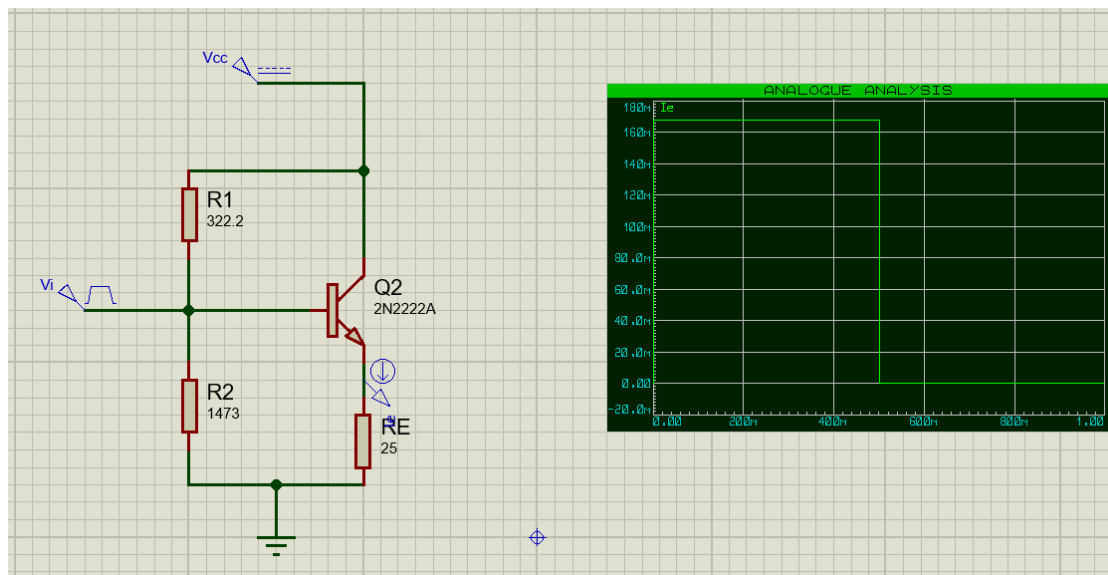 Vcc
R1
322.2
Vi
Q2
2N2222A
R2
1473
RE
25
ANALOGUE ANALYSIS
Ie
180m
160m
140m
120m
100m
80.0m
60.0m
40.0m
20.0m
0.00
-20.0m
0.00 200m 400m 600m 800m 1.00